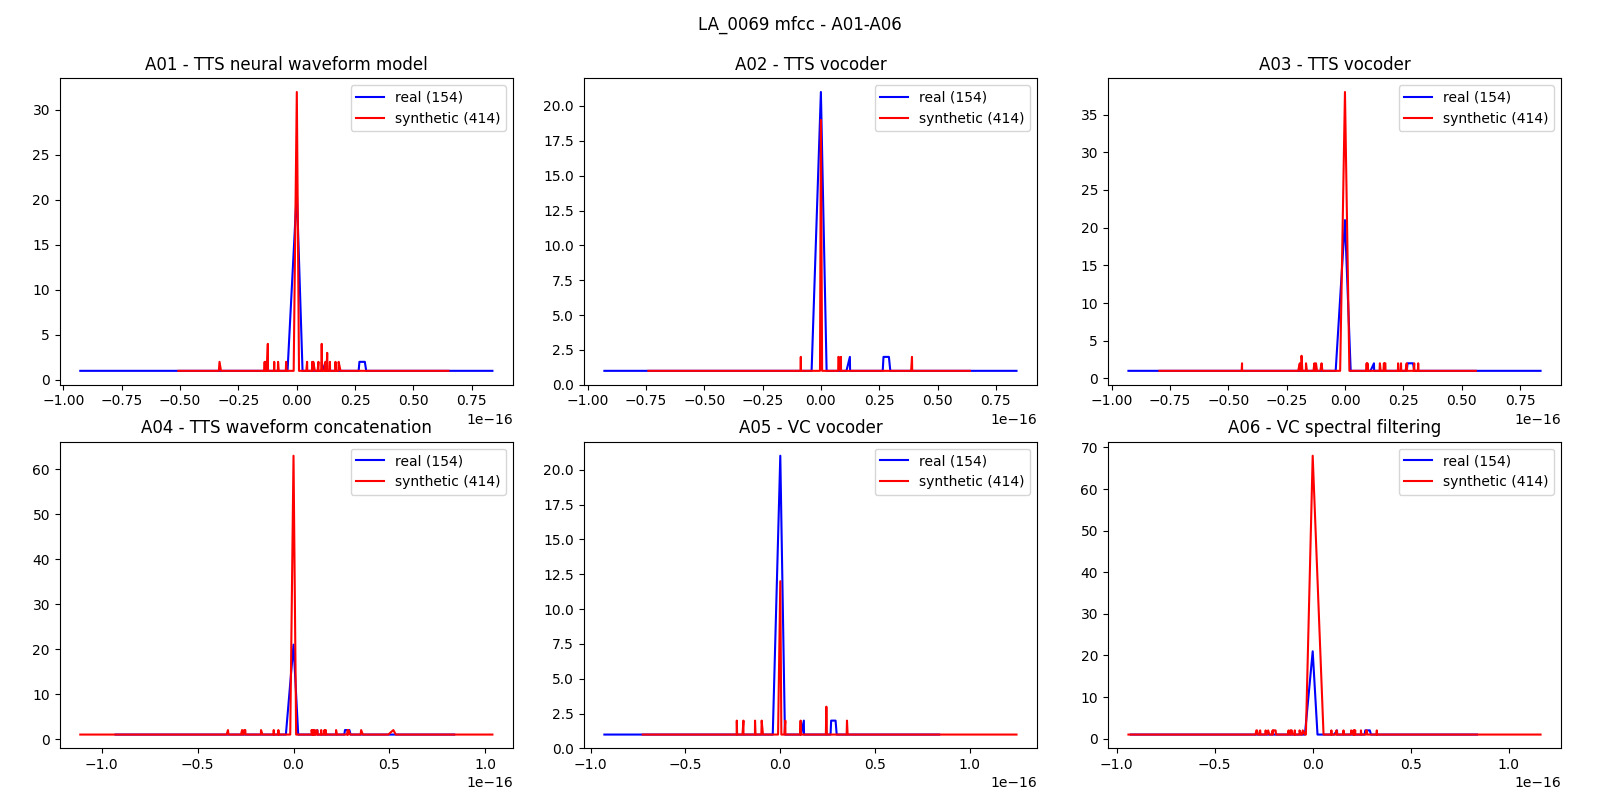 LA_0069 mfcc - A01-A06
A01 - TTS neural waveform model
real (154)
synthetic (414)
30
25
20
15
10
5
0
−1.00 −0.75 −0.50 −0.25 0.00 0.25 0.50 0.75
1e−16
A02 - TTS vocoder
real (154)
synthetic (414)
20.0
17.5
15.0
12.5
10.0
7.5
5.0
2.5
0.0
−1.00 −0.75 −0.50 −0.25 0.00 0.25 0.50 0.75
1e−16
A03 - TTS vocoder
real (154)
synthetic (414)
35
30
25
20
15
10
5
0
−1.00 −0.75 −0.50 −0.25 0.00 0.25 0.50 0.75
1e−16
A04 - TTS waveform concatenation
real (154)
synthetic (414)
60
50
40
30
20
10
0
−1.0 −0.5 0.0 0.5 1.0
1e−16
A05 - VC vocoder
real (154)
synthetic (414)
20.0
17.5
15.0
12.5
10.0
7.5
5.0
2.5
0.0
−1.0 −0.5 0.0 0.5 1.0
1e−16
A06 - VC spectral filtering
real (154)
synthetic (414)
70
60
50
40
30
20
10
0
−1.0 −0.5 0.0 0.5 1.0
1e−16